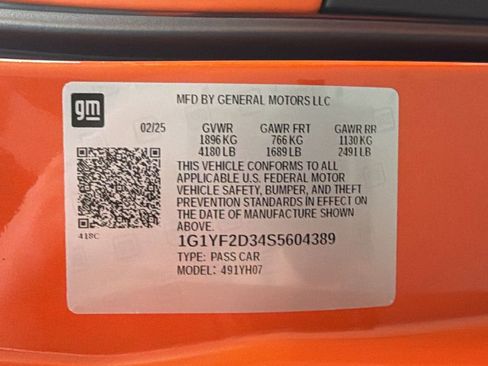 gm
MFD BY GENERAL MOTORS LLC
02/25 GVWR GAWR FRT GAWR RR
1896 KG 766 KG 1130 KG
4180 LB 1689 LB 2491 LB
THIS VEHICLE CONFORMS TO ALL
APPLICABLE U.S. FEDERAL MOTOR
VEHICLE SAFETY, BUMPER, AND THEFT
PREVENTION STANDARDS IN EFFECT ON
THE DATE OF MANUFACTURE SHOWN
ABOVE.
418C
1G1YF2D34S5604389
TYPE: PASS CAR
MODEL: 491YH07